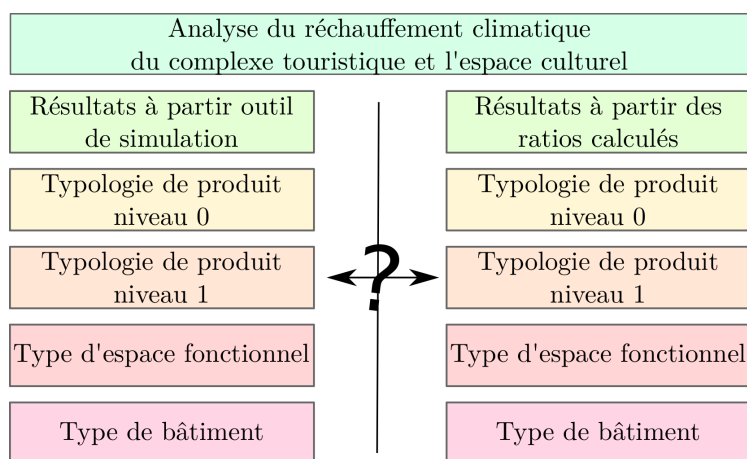 Analyse du réchauffement climatique
du complexe touristique et l'espace culturel
Résultats à partir outil
de simulation
Résultats à partir des
ratios calculés
Typologie de produit
niveau 0
Typologie de produit
niveau 0
Typologie de produit
niveau 1
?
Typologie de produit
niveau 1
Type d'espace fonctionnel
Type d'espace fonctionnel
Type de bâtiment
Type de bâtiment